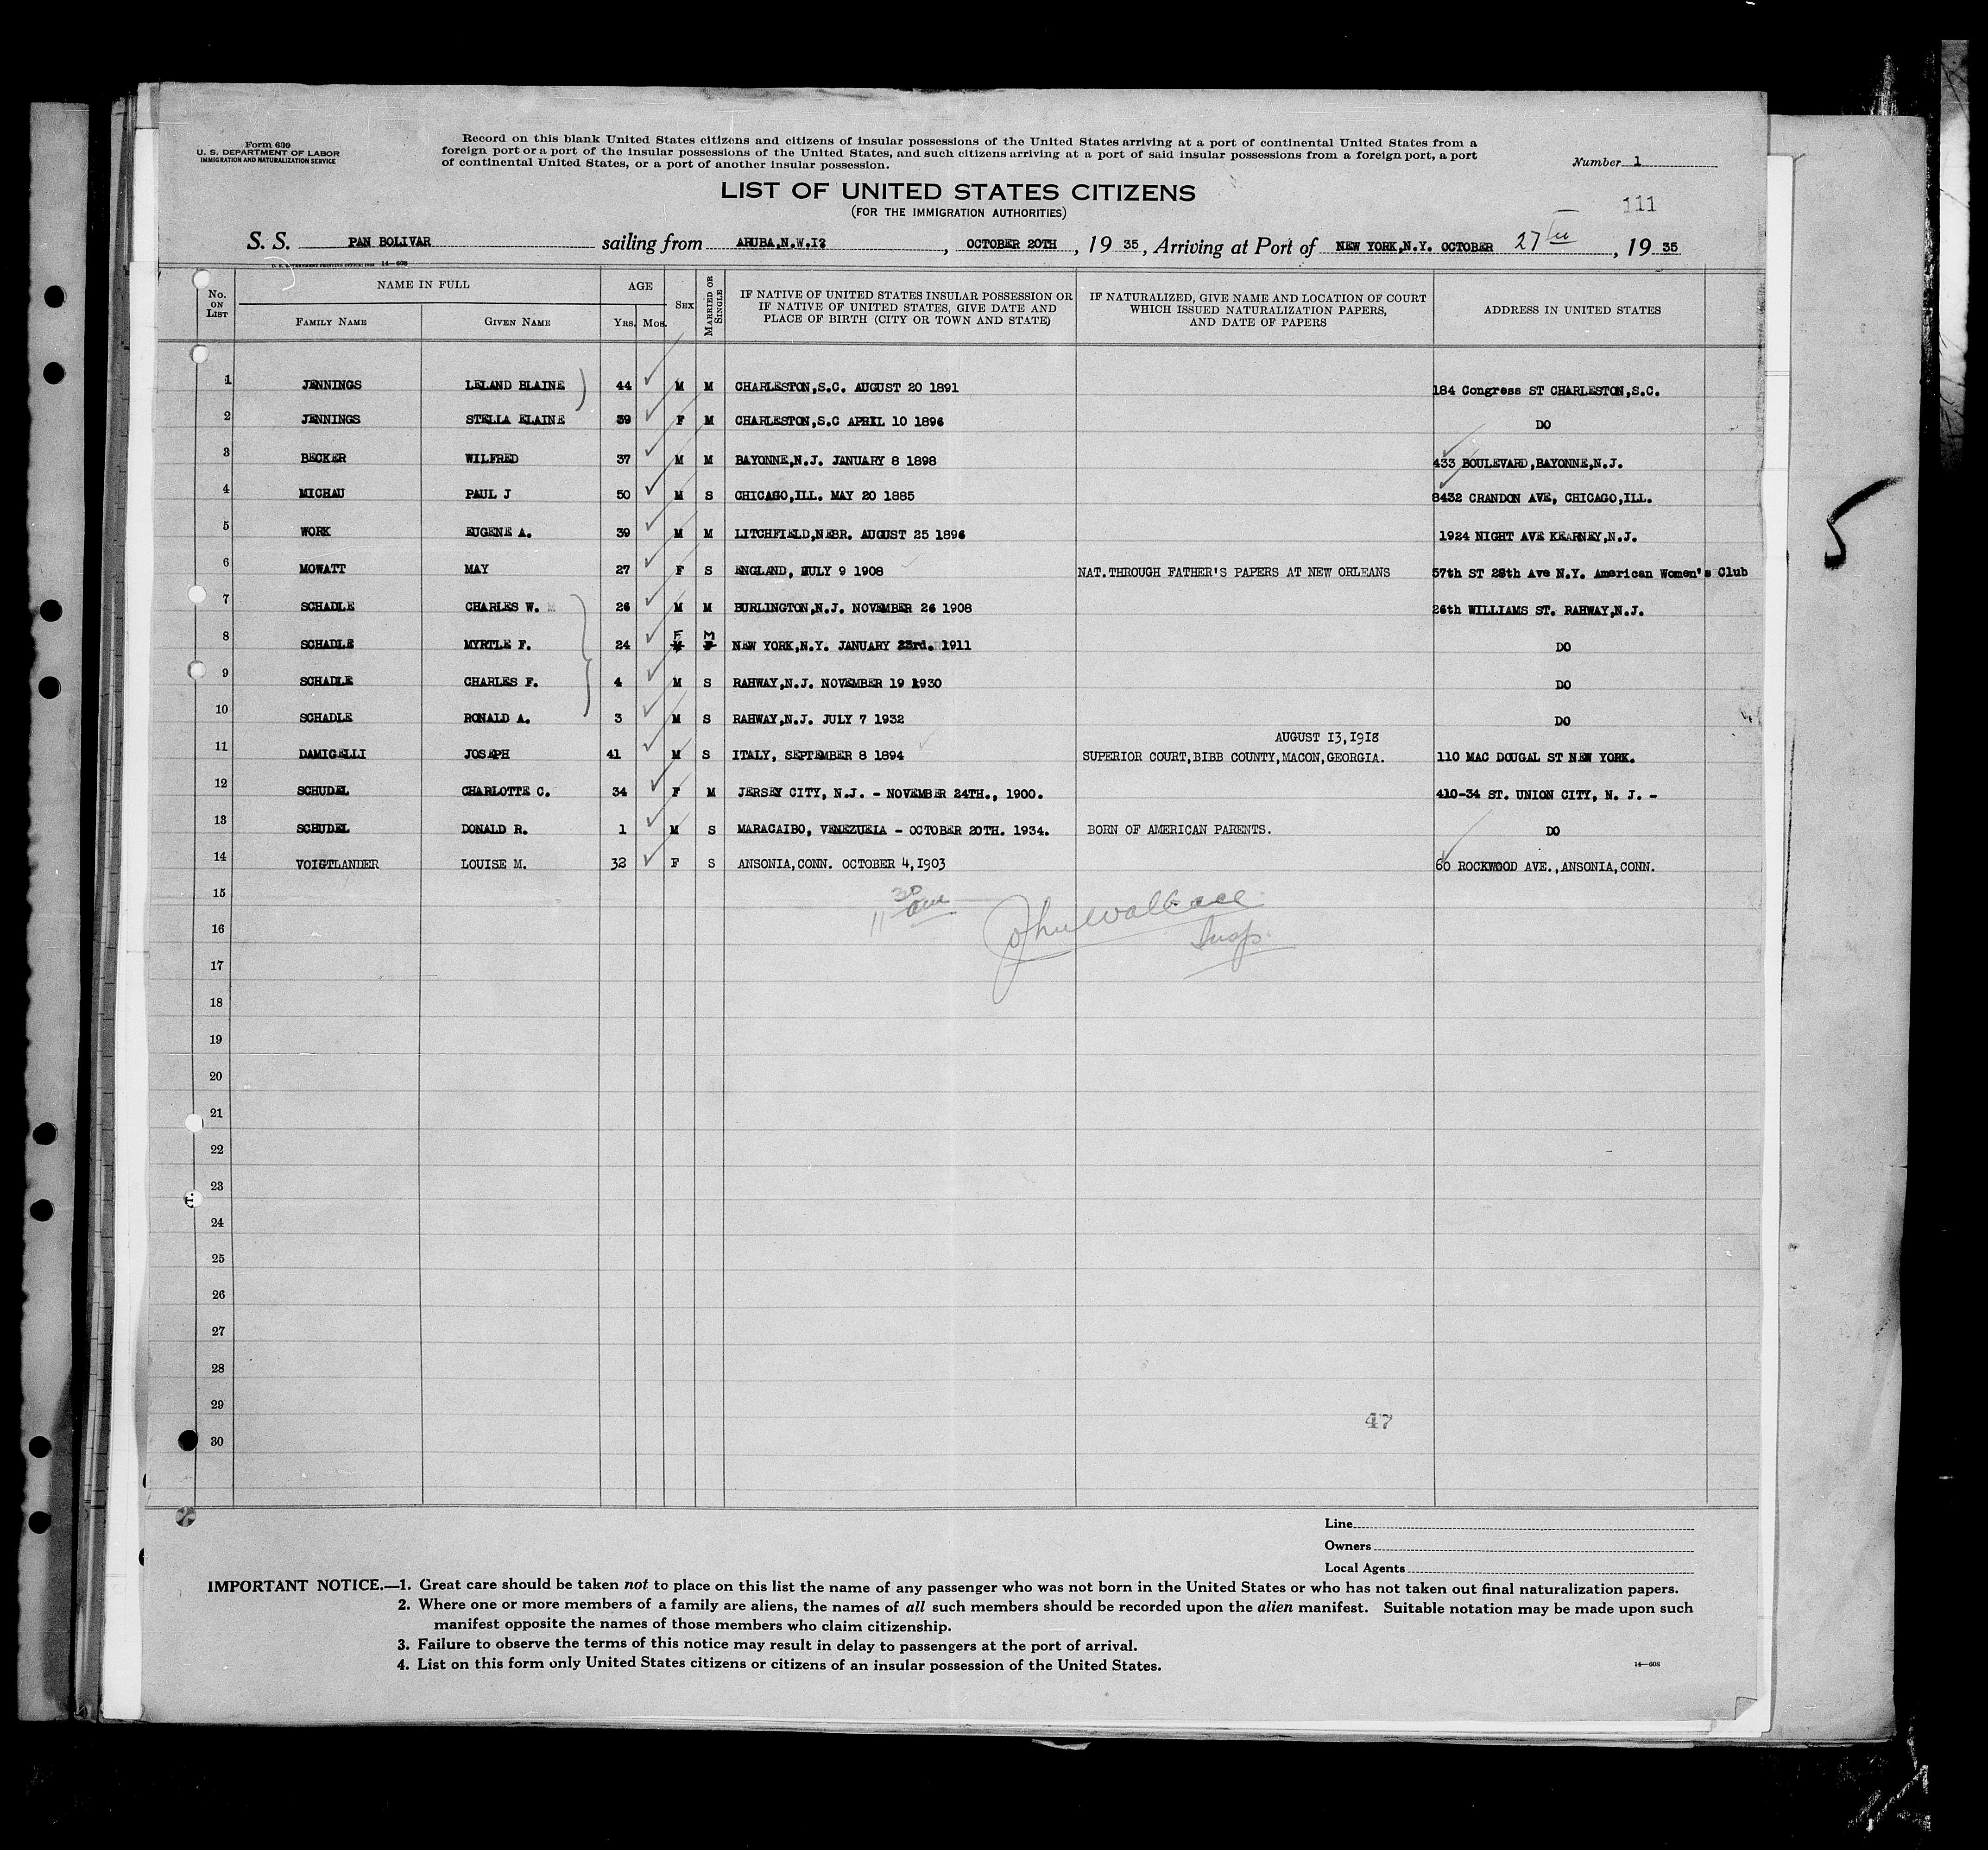 Form 630
U. S. DEPARTMENT OF LABOR
IMMIGRATION AND NATURALIZATION SERVICE
Record on this blank United States citizens and citizens of insular possessions of the United States arriving at a port of continental United States from a
foreign port or a port of the insular possessions of the United States, and such citizens arriving at a port of said insular possessions from a foreign port, a port
of continental United States, or a port of another insular possession.
Number 1
LIST OF UNITED STATES CITIZENS
(FOR THE IMMIGRATION AUTHORITIES)
111
S. S. PAN BOLIVAR sailing from ARUBA,N.W.I?, OCTOBER 20TH, 19 35, Arriving at Port of NEW YORK,N.Y. OCTOBER 27th, 19 35
U. S. GOVERNMENT PRINTING OFFICE: 14—608
No. ON LIST NAME IN FULL FAMILY NAME GIVEN NAME AGE Yrs. Mos. SEX MARRIED OR SINGLE IF NATIVE OF UNITED STATES INSULAR POSSESSION OR IF NATIVE OF UNITED STATES, GIVE DATE AND PLACE OF BIRTH (CITY OR TOWN AND STATE) IF NATURALIZED, GIVE NAME AND LOCATION OF COURT WHICH ISSUED NATURALIZATION PAPERS, AND DATE OF PAPERS ADDRESS IN UNITED STATES
1 JENNINGS LELAND BLAINE 44 M M CHARLESTON,S.C. AUGUST 20 1891 184 Congress ST CHARLESTON,S.C.
2 JENNINGS STELLA ELAINE 39 F M CHARLESTON,S.C APRIL 10 1896 DO
3 BECKER WILFRED 37 M M BAYONNE,N.J. JANUARY 8 1898 433 BOULEVARD,BAYONNE,N.J.
4 MICHAU PAUL J 50 M S CHICAGO,ILL. MAY 20 1885 8432 CRANDON AVE, CHICAGO,ILL.
5 WORK EUGENE A. 39 M M LITCHFIELD,NEBR. AUGUST 25 1896 1924 NIGHT AVE KEARNEY,N.J.
6 MOWATT MAY 27 F S ENGLAND, JULY 9 1908 NAT.THROUGH FATHER'S PAPERS AT NEW ORLEANS 57th ST 28th Ave N.Y. American Women's Club
7 SCHADLE CHARLES W. 26 M M BURLINGTON,N.J. NOVEMBER 26 1908 26th WILLIAMS ST. RAHWAY,N.J.
8 SCHADLE MYRTLE F. 24 F M NEW YORK,N.Y. JANUARY 23rd. 1911 DO
9 SCHADLE CHARLES F. 4 M S RAHWAY,N.J. NOVEMBER 19 1930 DO
10 SCHADLE RONALD A. 3 M S RAHWAY,N.J. JULY 7 1932 DO
AUGUST 13,1918
11 DAMIGELLI JOSEPH 41 M S ITALY, SEPTEMBER 8 1894 SUPERIOR COURT,BIBB COUNTY,MACON,GEORGIA. 110 MAC DOUGAL ST NEW YORK.
12 SCHUDEL CHARLOTTE C. 34 F M JERSEY CITY, N.J. - NOVEMBER 24TH., 1900. 410-34 ST. UNION CITY, N. J. -
13 SCHUDEL DONALD R. 1 M S MARACAIBO, VENEZUEIA - OCTOBER 20TH. 1934. BORN OF AMERICAN PARENTS. DO
14 VOIGTLANDER LOUISE M. 32 F S ANSONIA,CONN. OCTOBER 4,1903 60 ROCKWOOD AVE.,ANSONIA,CONN.
15
11 30 am John Wallace
16 Insp.
17
18
19
20
21
22
23
24
25
26
27
28
29
47
30
5
Line
Owners
Local Agents
IMPORTANT NOTICE.—1. Great care should be taken not to place on this list the name of any passenger who was not born in the United States or who has not taken out final naturalization papers.
2. Where one or more members of a family are aliens, the names of all such members should be recorded upon the alien manifest. Suitable notation may be made upon such
manifest opposite the names of those members who claim citizenship.
3. Failure to observe the terms of this notice may result in delay to passengers at the port of arrival.
4. List on this form only United States citizens or citizens of an insular possession of the United States.
14—608